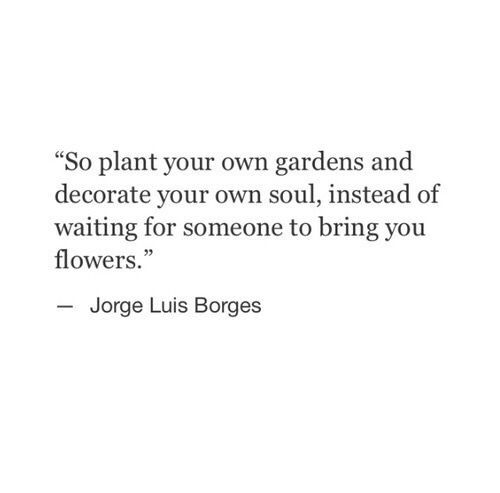 “So plant your own gardens and
decorate your own soul, instead of
waiting for someone to bring you
flowers.”
— Jorge Luis Borges